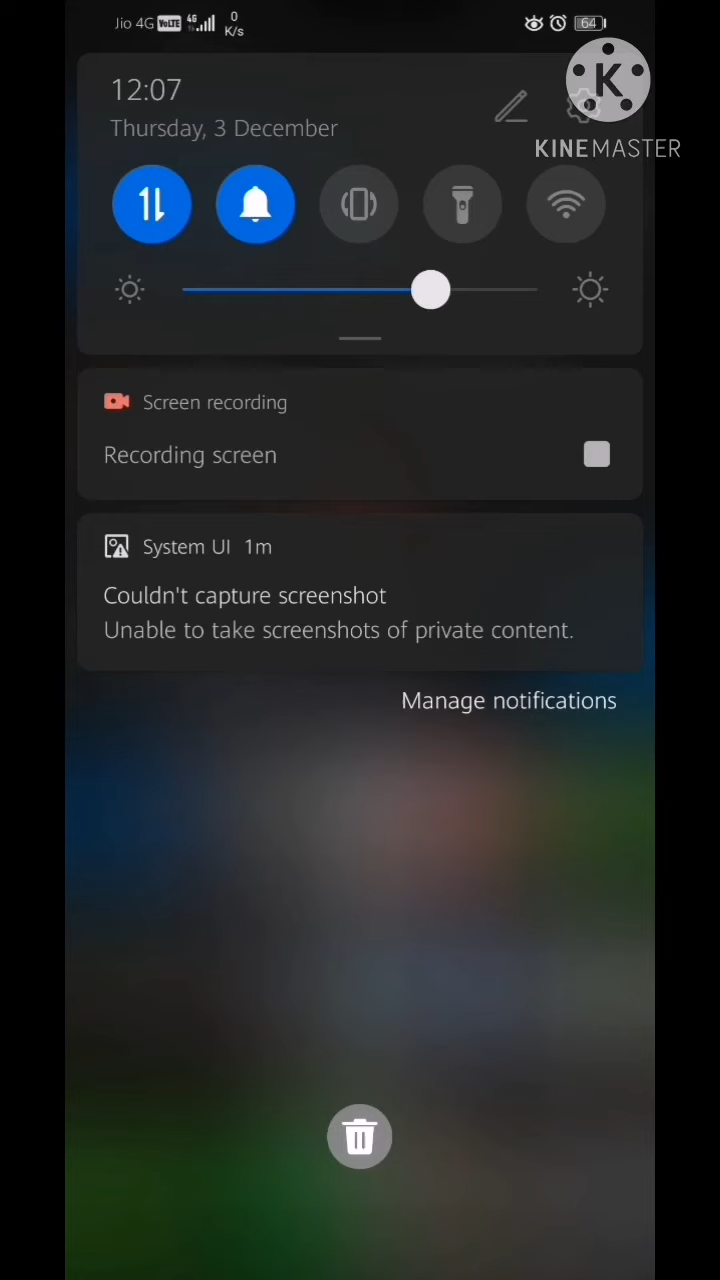 Jio 4G VoLTE 4G 0 K/s 64
12:07
Thursday, 3 December
KINEMASTER
K
Screen recording
Recording screen
System UI 1m
Couldn't capture screenshot
Unable to take screenshots of private content.
Manage notifications